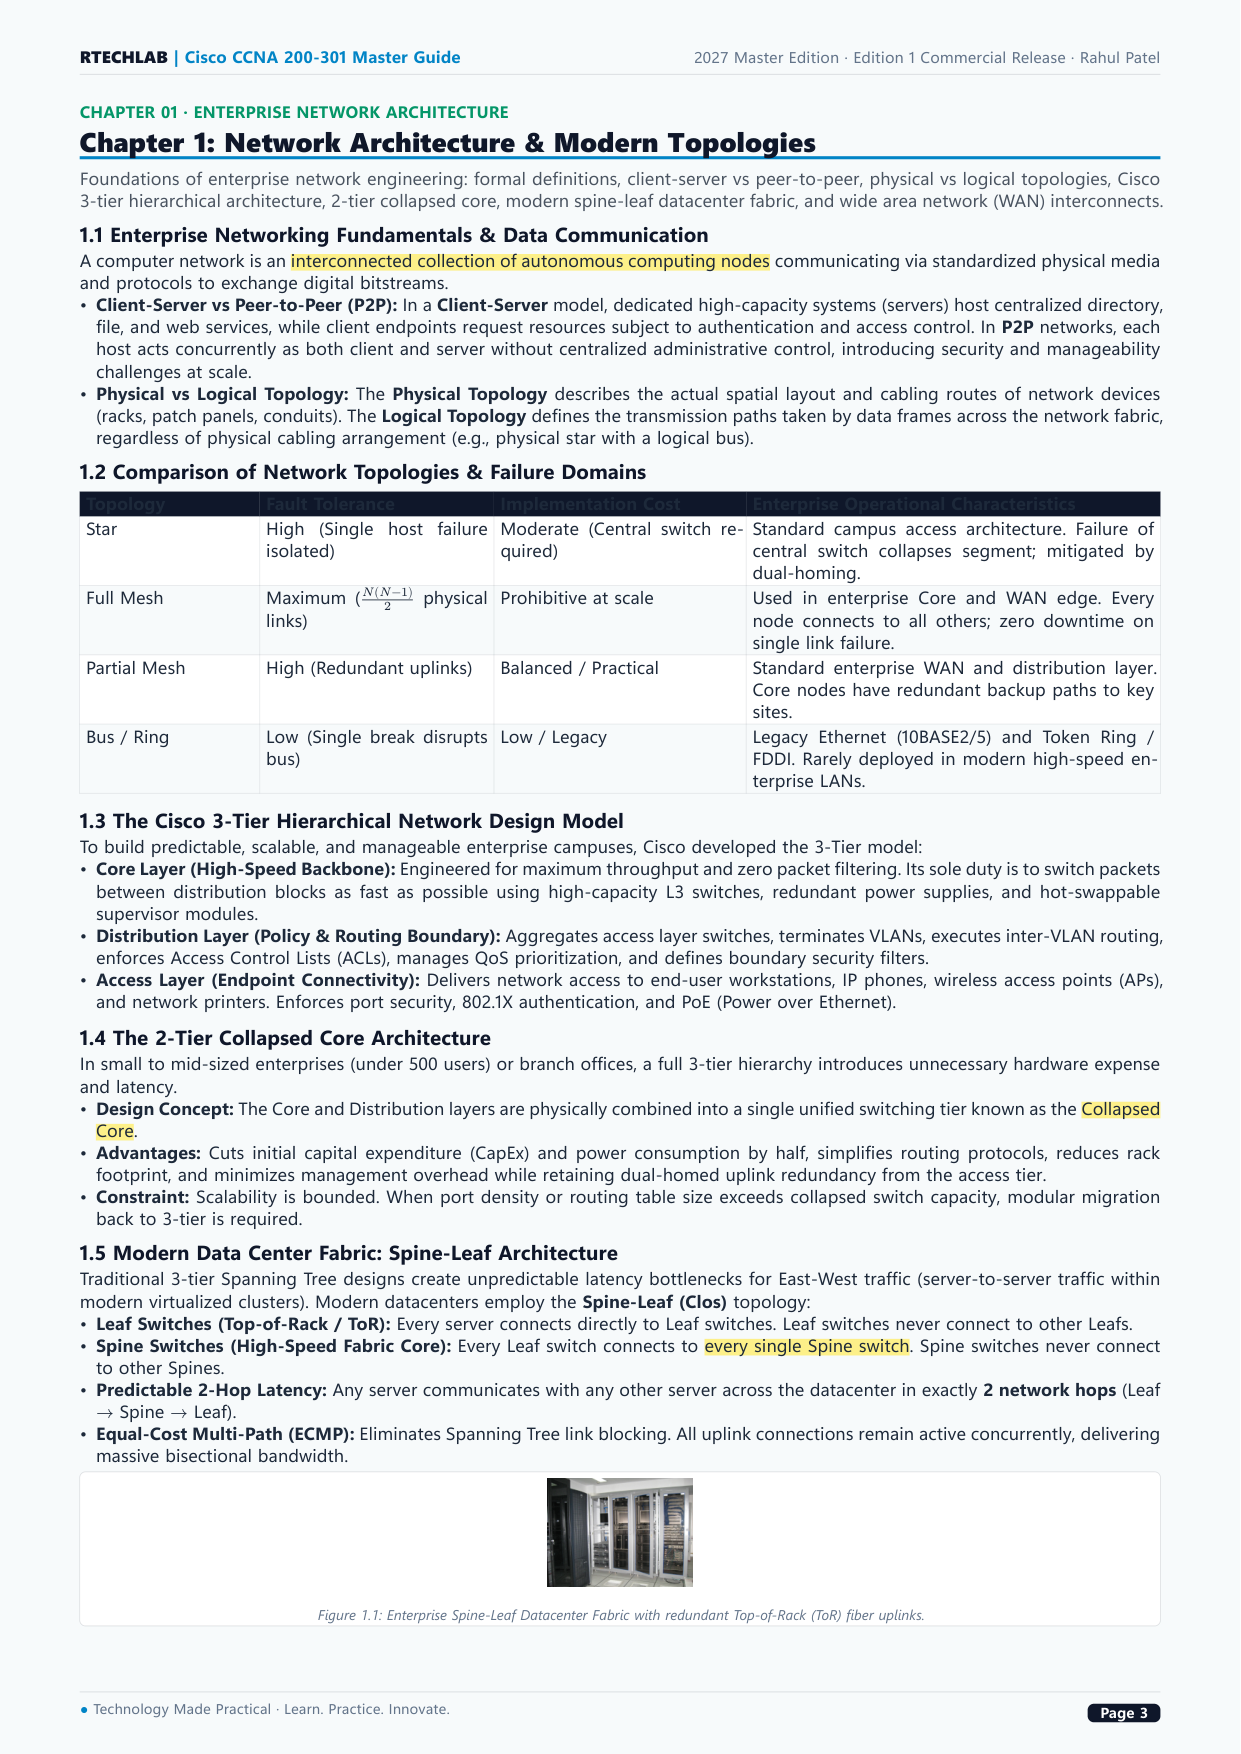 RTECHLAB | Cisco CCNA 200-301 Master Guide
2027 Master Edition · Edition 1 Commercial Release · Rahul Patel
CHAPTER 01 · ENTERPRISE NETWORK ARCHITECTURE
Chapter 1: Network Architecture & Modern Topologies
Foundations of enterprise network engineering: formal definitions, client-server vs peer-to-peer, physical vs logical topologies, Cisco
3-tier hierarchical architecture, 2-tier collapsed core, modern spine-leaf datacenter fabric, and wide area network (WAN) interconnects.
1.1 Enterprise Networking Fundamentals & Data Communication
A computer network is an interconnected collection of autonomous computing nodes communicating via standardized physical media
and protocols to exchange digital bitstreams.
• Client-Server vs Peer-to-Peer (P2P): In a Client-Server model, dedicated high-capacity systems (servers) host centralized directory,
file, and web services, while client endpoints request resources subject to authentication and access control. In P2P networks, each
host acts concurrently as both client and server without centralized administrative control, introducing security and manageability
challenges at scale.
• Physical vs Logical Topology: The Physical Topology describes the actual spatial layout and cabling routes of network devices
(racks, patch panels, conduits). The Logical Topology defines the transmission paths taken by data frames across the network fabric,
regardless of physical cabling arrangement (e.g., physical star with a logical bus).
1.2 Comparison of Network Topologies & Failure Domains
Topology
Fault Tolerance
Implementation Cost
Enterprise Operational Characteristics
Star
High (Single host failure
isolated)
Moderate (Central switch re-
quired)
Standard campus access architecture. Failure of
central switch collapses segment; mitigated by
dual-homing.
Full Mesh
Maximum (N(N−1)/2 physical
links)
Prohibitive at scale
Used in enterprise Core and WAN edge. Every
node connects to all others; zero downtime on
single link failure.
Partial Mesh
High (Redundant uplinks)
Balanced / Practical
Standard enterprise WAN and distribution layer.
Core nodes have redundant backup paths to key
sites.
Bus / Ring
Low (Single break disrupts
bus)
Low / Legacy
Legacy Ethernet (10BASE2/5) and Token Ring /
FDDI. Rarely deployed in modern high-speed en-
terprise LANs.
1.3 The Cisco 3-Tier Hierarchical Network Design Model
To build predictable, scalable, and manageable enterprise campuses, Cisco developed the 3-Tier model:
• Core Layer (High-Speed Backbone): Engineered for maximum throughput and zero packet filtering. Its sole duty is to switch packets
between distribution blocks as fast as possible using high-capacity L3 switches, redundant power supplies, and hot-swappable
supervisor modules.
• Distribution Layer (Policy & Routing Boundary): Aggregates access layer switches, terminates VLANs, executes inter-VLAN routing,
enforces Access Control Lists (ACLs), manages QoS prioritization, and defines boundary security filters.
• Access Layer (Endpoint Connectivity): Delivers network access to end-user workstations, IP phones, wireless access points (APs),
and network printers. Enforces port security, 802.1X authentication, and PoE (Power over Ethernet).
1.4 The 2-Tier Collapsed Core Architecture
In small to mid-sized enterprises (under 500 users) or branch offices, a full 3-tier hierarchy introduces unnecessary hardware expense
and latency.
• Design Concept: The Core and Distribution layers are physically combined into a single unified switching tier known as the Collapsed
Core.
• Advantages: Cuts initial capital expenditure (CapEx) and power consumption by half, simplifies routing protocols, reduces rack
footprint, and minimizes management overhead while retaining dual-homed uplink redundancy from the access tier.
• Constraint: Scalability is bounded. When port density or routing table size exceeds collapsed switch capacity, modular migration
back to 3-tier is required.
1.5 Modern Data Center Fabric: Spine-Leaf Architecture
Traditional 3-tier Spanning Tree designs create unpredictable latency bottlenecks for East-West traffic (server-to-server traffic within
modern virtualized clusters). Modern datacenters employ the Spine-Leaf (Clos) topology:
• Leaf Switches (Top-of-Rack / ToR): Every server connects directly to Leaf switches. Leaf switches never connect to other Leafs.
• Spine Switches (High-Speed Fabric Core): Every Leaf switch connects to every single Spine switch. Spine switches never connect
to other Spines.
• Predictable 2-Hop Latency: Any server communicates with any other server across the datacenter in exactly 2 network hops (Leaf
→ Spine → Leaf).
• Equal-Cost Multi-Path (ECMP): Eliminates Spanning Tree link blocking. All uplink connections remain active concurrently, delivering
massive bisectional bandwidth.
Figure 1.1: Enterprise Spine-Leaf Datacenter Fabric with redundant Top-of-Rack (ToR) fiber uplinks.
• Technology Made Practical · Learn. Practice. Innovate.
Page 3